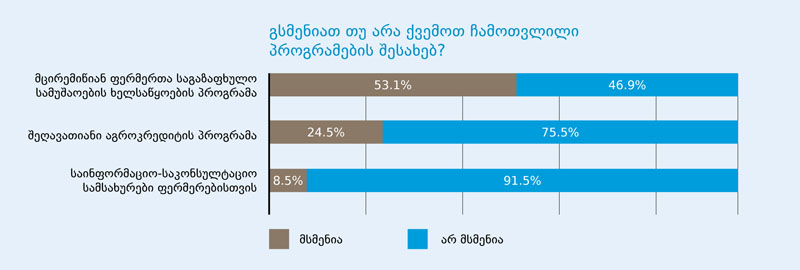 გსმენიათ თუ არა ქვემოთ ჩამოთვლილი
პროგრამების შესახებ?
მცირემიწიან ფერმერთა საგაზაფხულო
სამუშაოების ხელსაწყოების პროგრამა
53.1%
46.9%
შეღავათიანი აგროკრედიტის პროგრამა
24.5%
75.5%
საინფორმაციო-საკონსულტაციო
სამსახურები ფერმერებისთვის
8.5%
91.5%
მსმენია
არ მსმენია